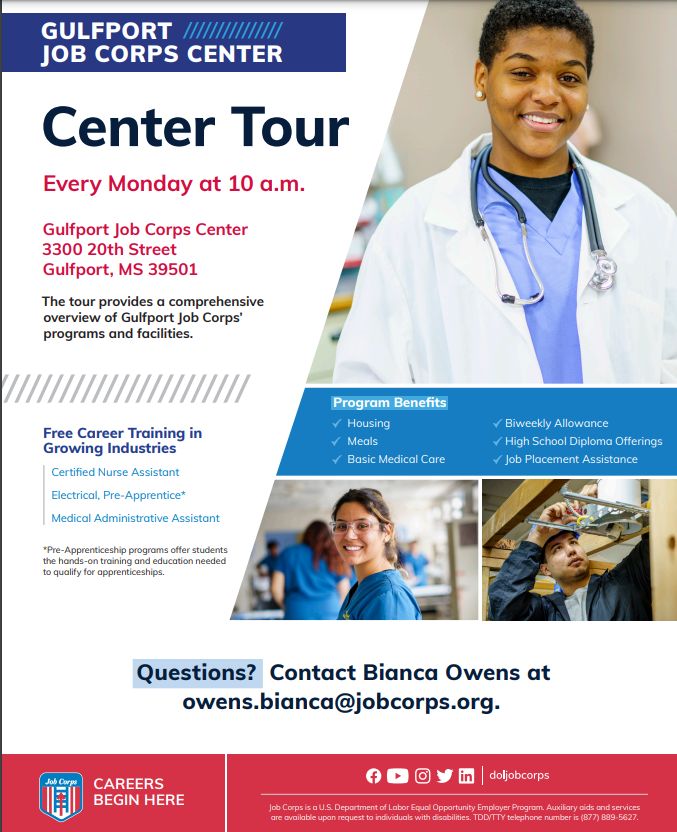 GULFPORT
JOB CORPS CENTER
Center Tour
Every Monday at 10 a.m.
Gulfport Job Corps Center
3300 20th Street
Gulfport, MS 39501
The tour provides a comprehensive
overview of Gulfport Job Corps’
programs and facilities.
Program Benefits
Housing
Meals
Basic Medical Care
Biweekly Allowance
High School Diploma Offerings
Job Placement Assistance
Free Career Training in
Growing Industries
Certified Nurse Assistant
Electrical, Pre-Apprentice*
Medical Administrative Assistant
*Pre-Apprenticeship programs offer students
the hands-on training and education needed
to qualify for apprenticeships.
Questions? Contact Bianca Owens at
owens.bianca@jobcorps.org.
Job Corps
CAREERS
BEGIN HERE
doljobcorps
Job Corps is a U.S. Department of Labor Equal Opportunity Employer Program. Auxiliary aids and services
are available upon request to individuals with disabilities. TDD/TTY telephone number is (877) 889-5627.